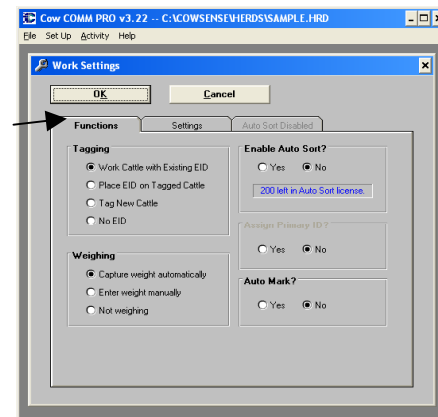 Cow COMM PRO v3.22 -- C:\COWSENSE\HERDS\SAMPLE.HRD
File Set Up Activity Help
Work Settings
OK Cancel
Functions Settings Auto Sort Disabled
Tagging
Work Cattle with Existing EID
Place EID on Tagged Cattle
Tag New Cattle
No EID
Weighing
Capture weight automatically
Enter weight manually
Not weighing
Enable Auto Sort?
Yes No
200 left in Auto Sort license.
Assign Primary ID?
Yes No
Auto Mark?
Yes No